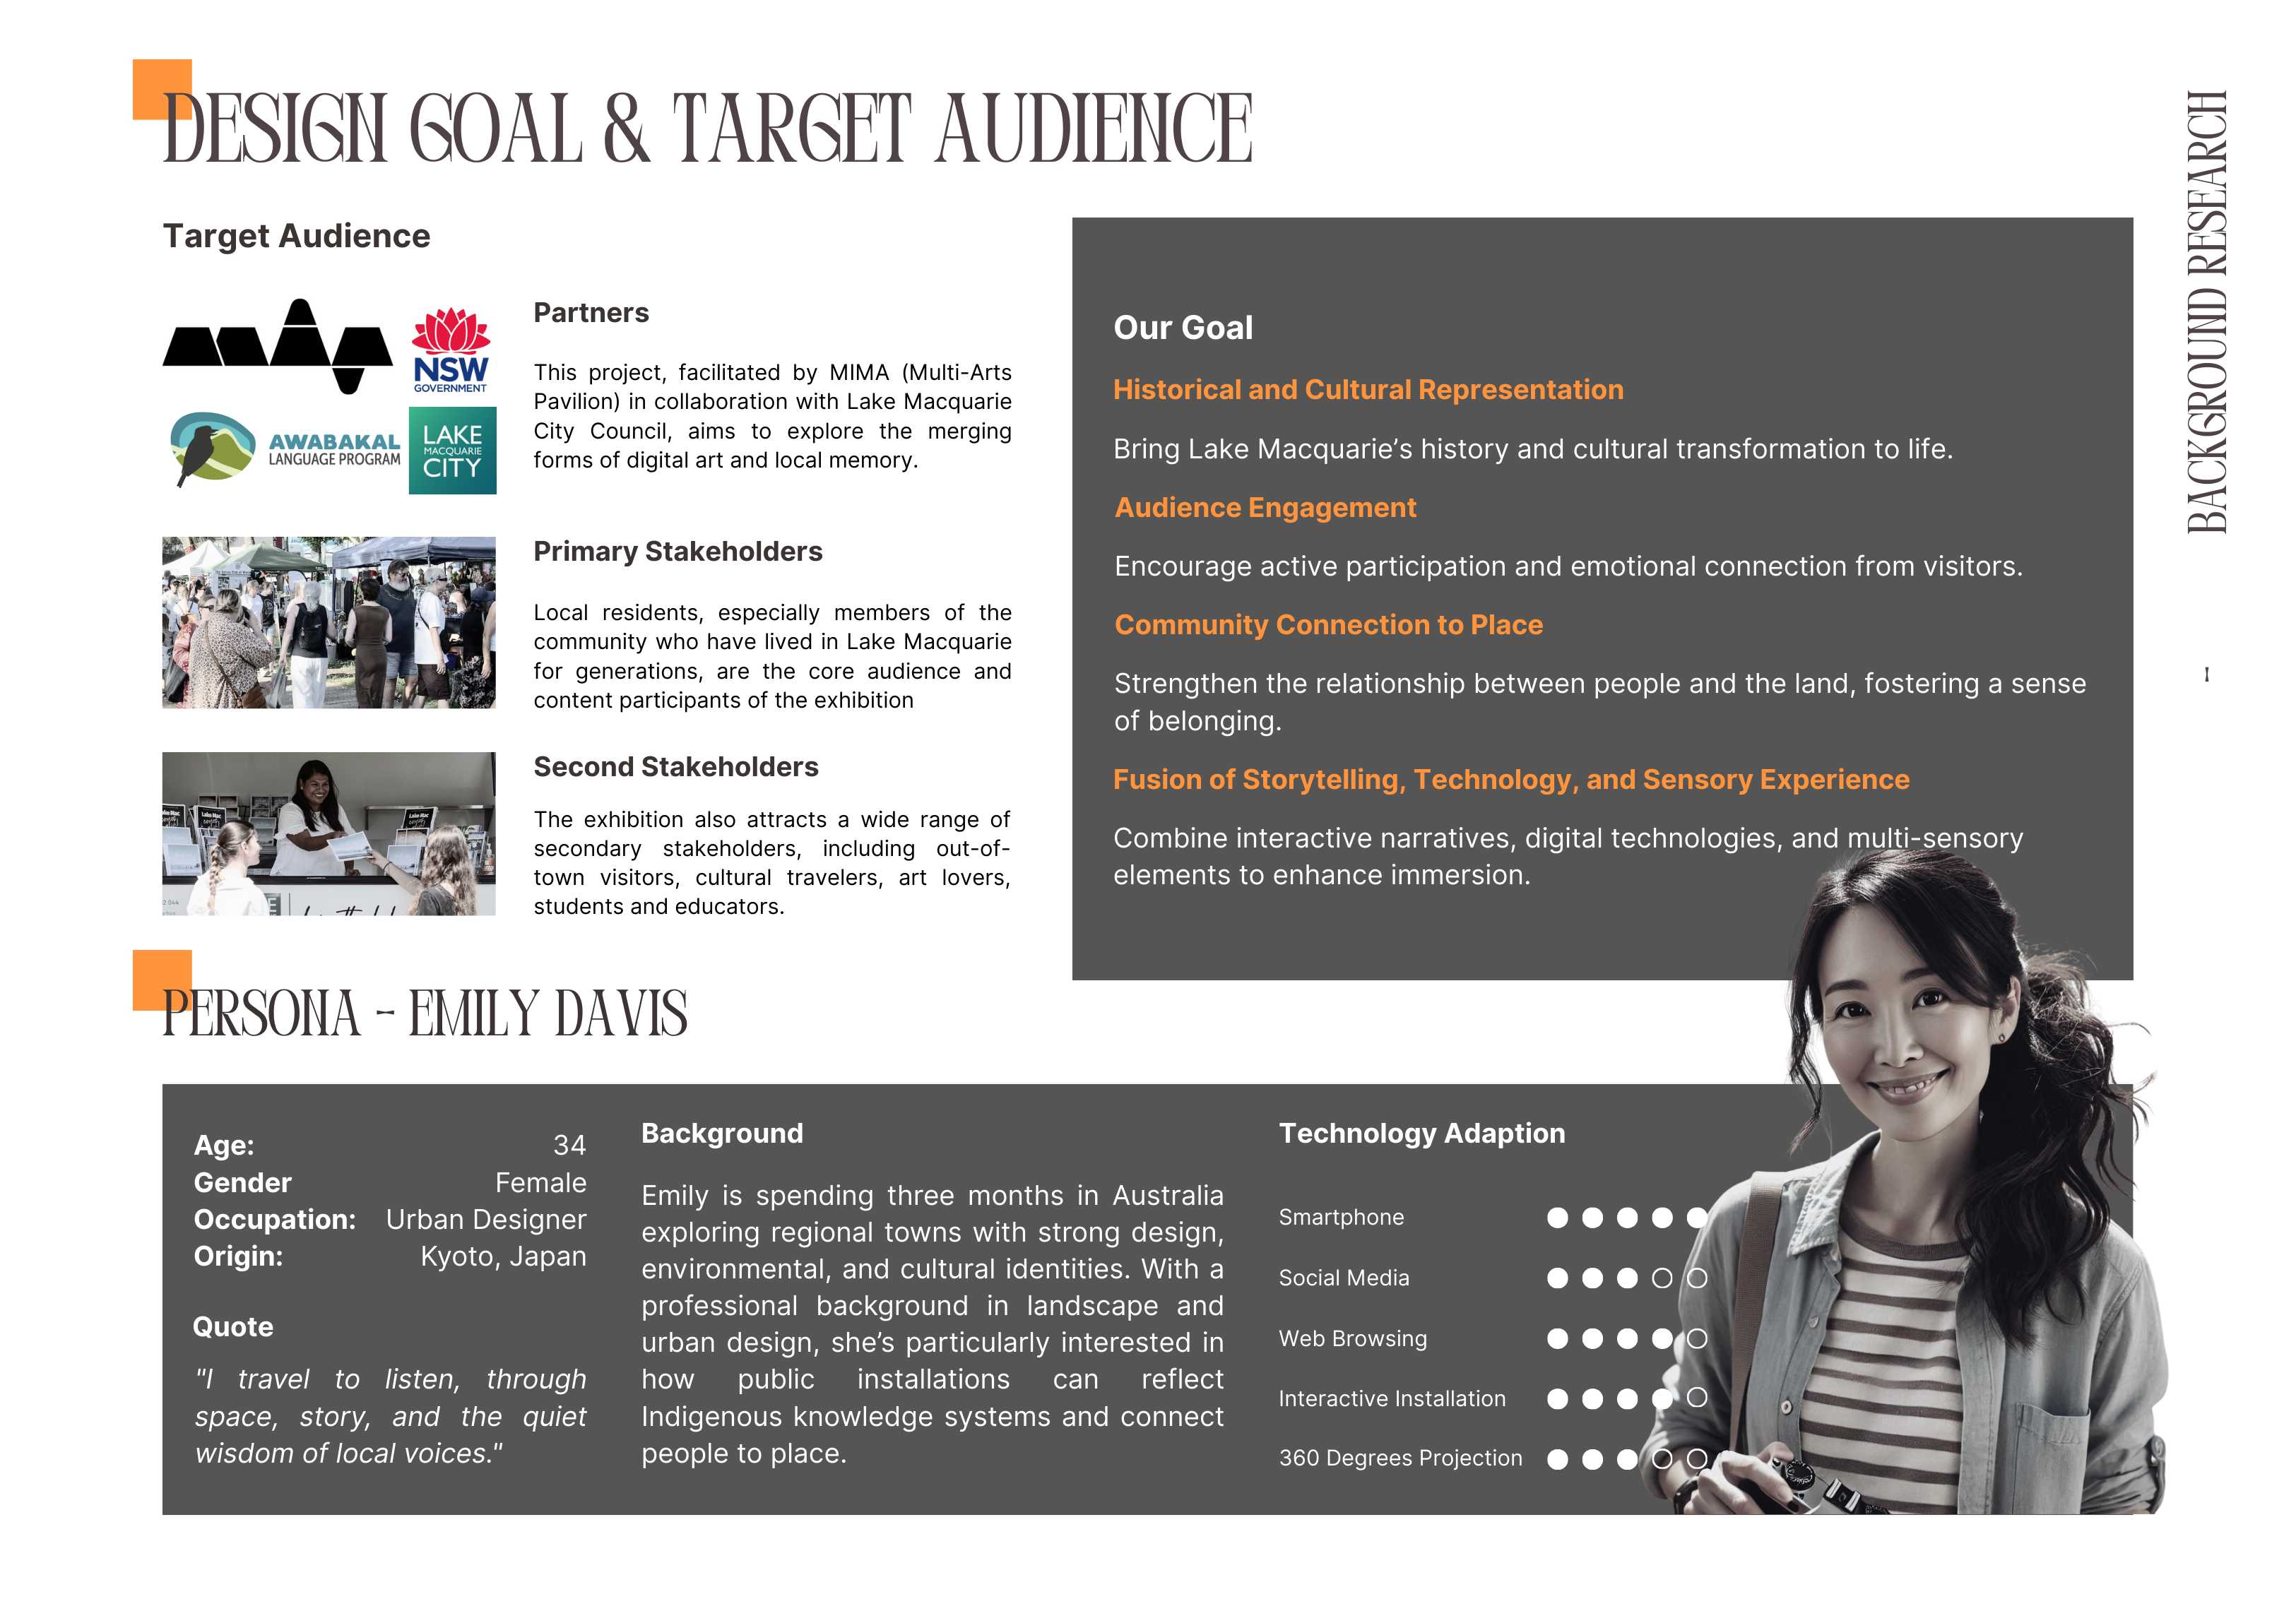 DESIGN GOAL & TARGET AUDIENCE
BACKGROUND RESEARCH
1
Target Audience
NSW
GOVERNMENT
AWABAKAL
LANGUAGE PROGRAM
LAKE
MACQUARIE
CITY
Partners
This project, facilitated by MIMA (Multi-Arts
Pavilion) in collaboration with Lake Macquarie
City Council, aims to explore the merging
forms of digital art and local memory.
Primary Stakeholders
Local residents, especially members of the
community who have lived in Lake Macquarie
for generations, are the core audience and
content participants of the exhibition
Second Stakeholders
The exhibition also attracts a wide range of
secondary stakeholders, including out-of-
town visitors, cultural travelers, art lovers,
students and educators.
Our Goal
Historical and Cultural Representation
Bring Lake Macquarie’s history and cultural transformation to life.
Audience Engagement
Encourage active participation and emotional connection from visitors.
Community Connection to Place
Strengthen the relationship between people and the land, fostering a sense
of belonging.
Fusion of Storytelling, Technology, and Sensory Experience
Combine interactive narratives, digital technologies, and multi-sensory
elements to enhance immersion.
PERSONA - EMILY DAVIS
Age: 34
Gender Female
Occupation: Urban Designer
Origin: Kyoto, Japan
Quote
"I travel to listen, through
space, story, and the quiet
wisdom of local voices."
Background
Emily is spending three months in Australia
exploring regional towns with strong design,
environmental, and cultural identities. With a
professional background in landscape and
urban design, she’s particularly interested in
how public installations can reflect
Indigenous knowledge systems and connect
people to place.
Technology Adaption
Smartphone
Social Media
Web Browsing
Interactive Installation
360 Degrees Projection